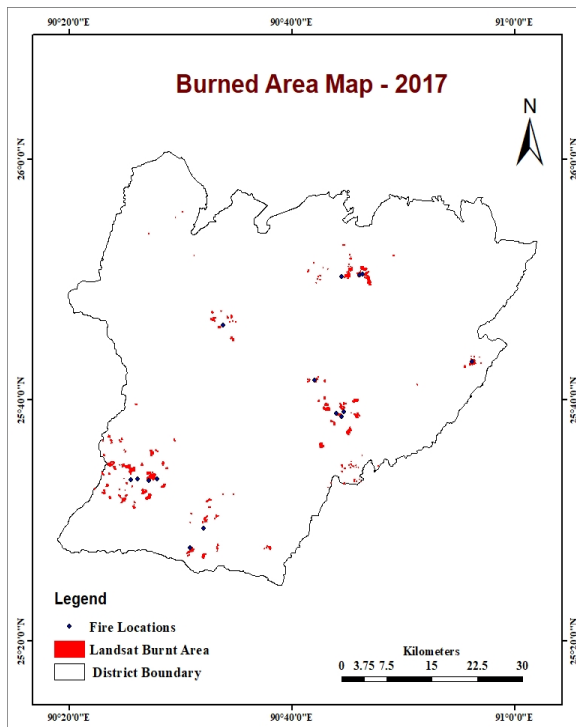 90°20'0"E 90°40'0"E 91°0'0"E
Burned Area Map - 2017
N
26°0'0"N 26°0'0"N
25°40'0"N 25°40'0"N
25°20'0"N 25°20'0"N
Legend
Fire Locations
Landsat Burnt Area
District Boundary
Kilometers
0 3.75 7.5 15 22.5 30
90°20'0"E 90°40'0"E 91°0'0"E